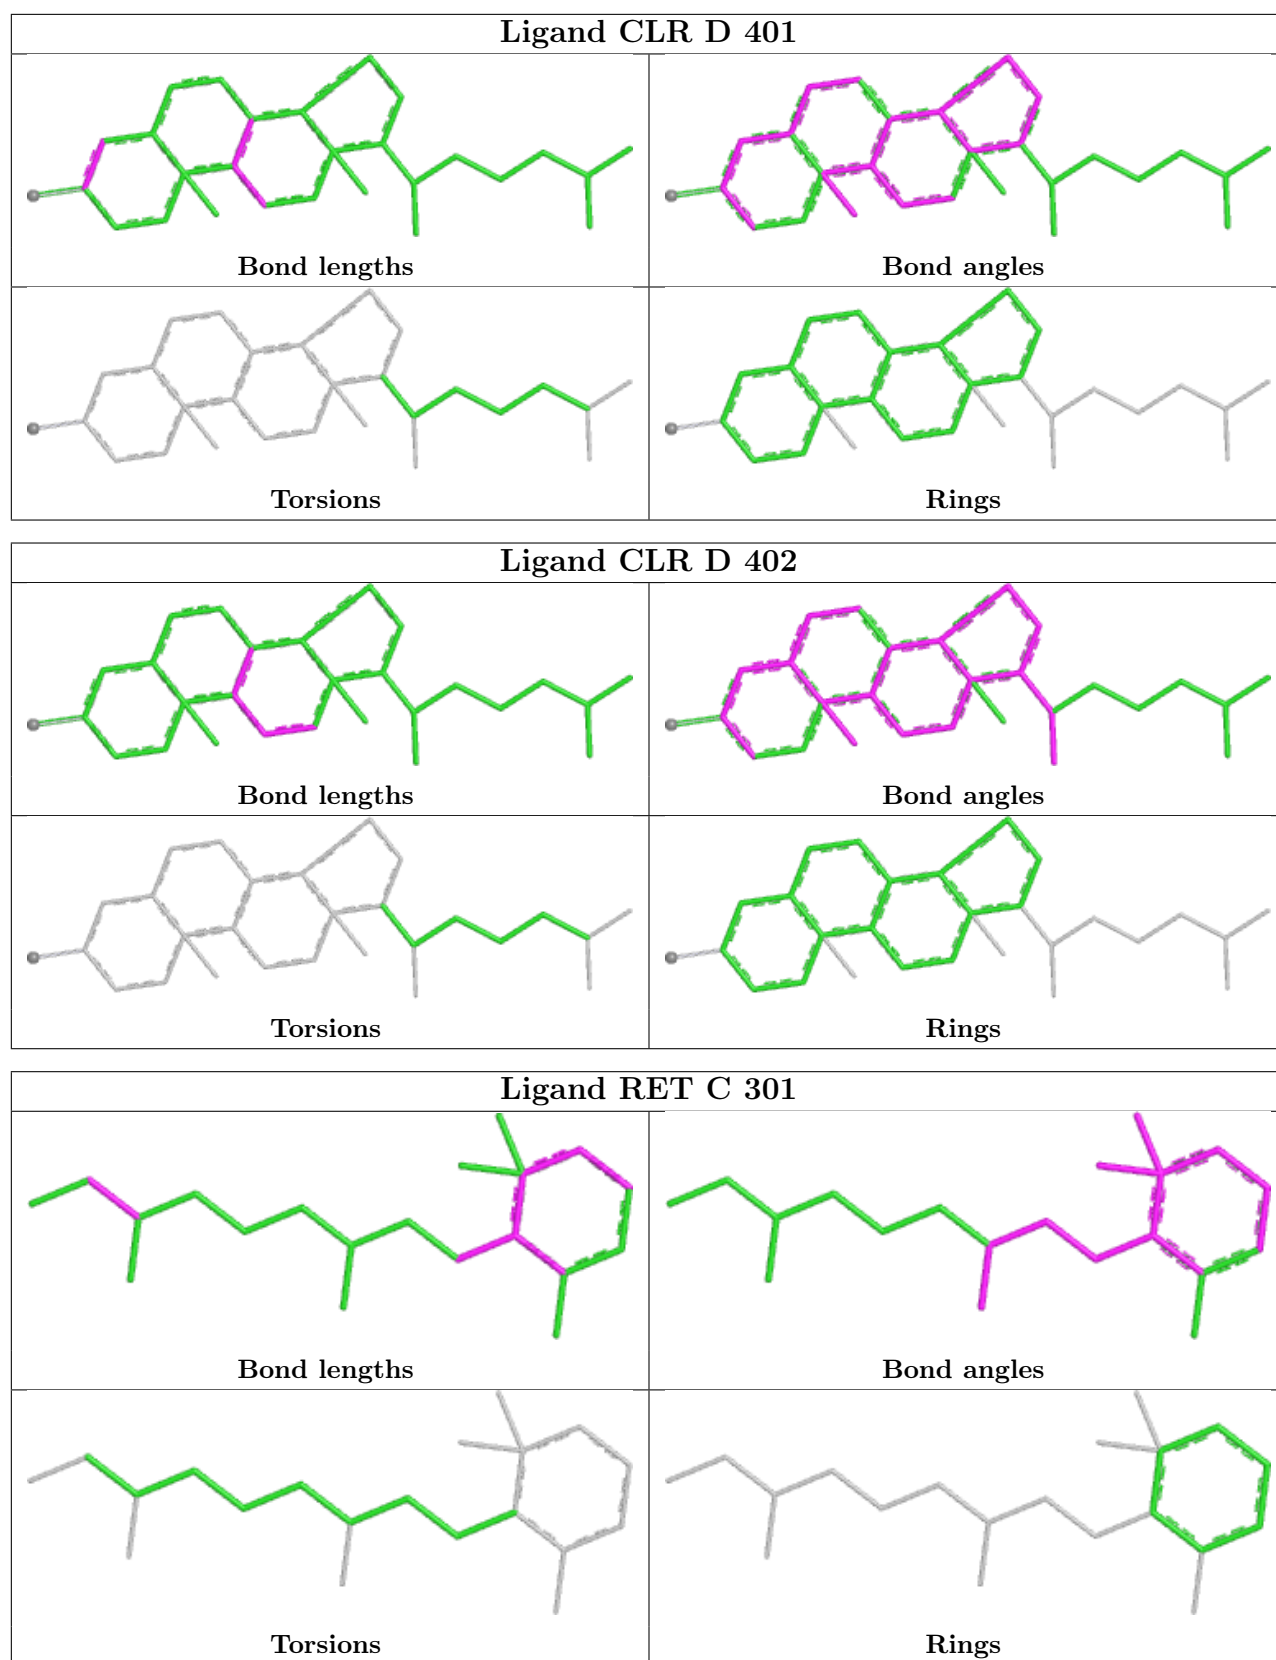 Ligand CLR D 401
Bond lengths
Bond angles
Torsions
Rings
Ligand CLR D 402
Bond lengths
Bond angles
Torsions
Rings
Ligand RET C 301
Bond lengths
Bond angles
Torsions
Rings